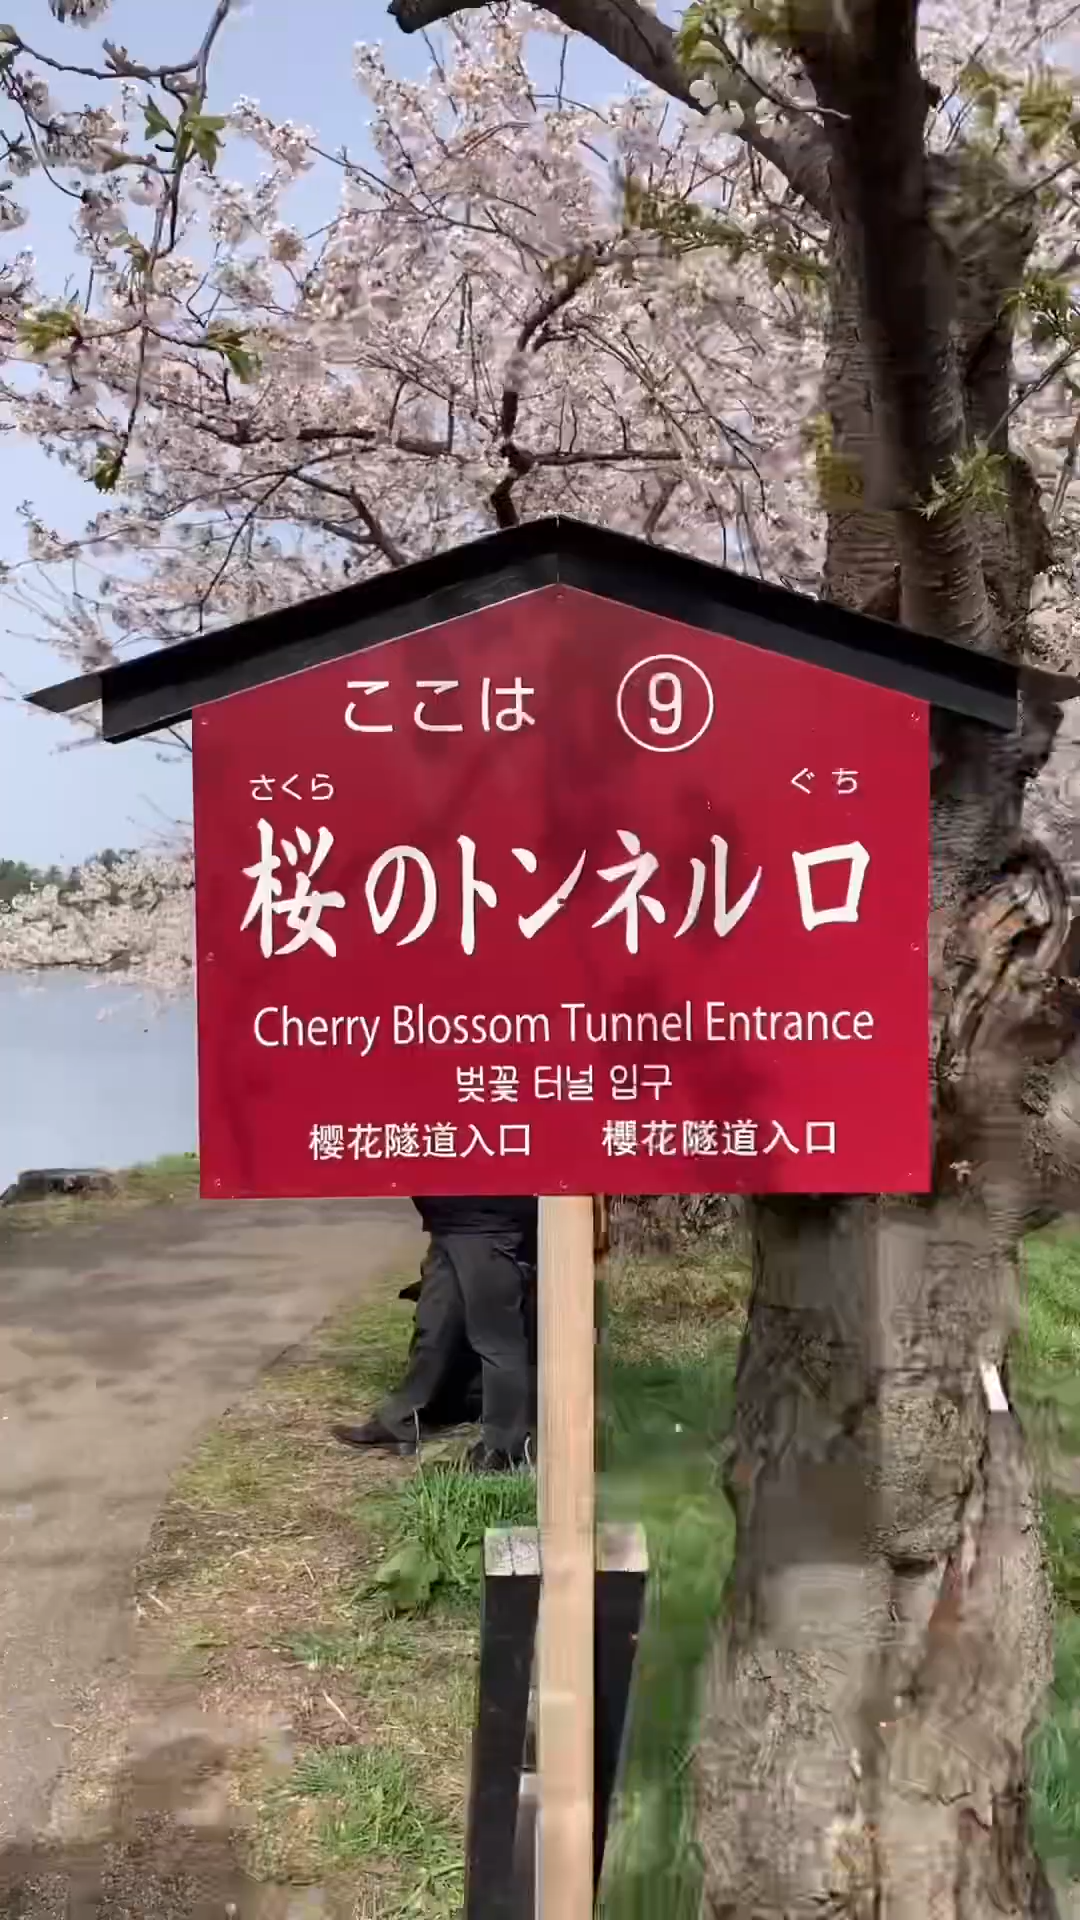 ここは ⑨
さくら ぐち
桜のトンネル口
Cherry Blossom Tunnel Entrance
벚꽃 터널 입구
樱花隧道入口 櫻花隧道入口